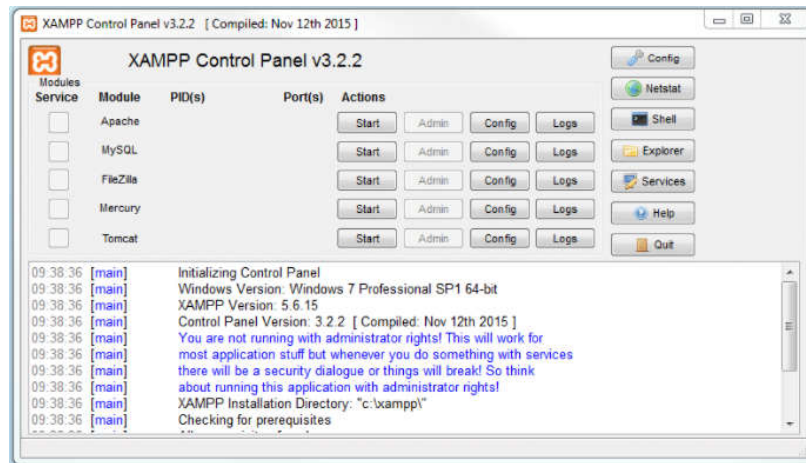 XAMPP Control Panel v3.2.2 [ Compiled: Nov 12th 2015 ]
XAMPP Control Panel v3.2.2
Config
Netstat
Shell
Explorer
Services
Help
Quit
Modules
Service Module PID(s) Port(s) Actions
Apache Start Admin Config Logs
MySQL Start Admin Config Logs
FileZilla Start Admin Config Logs
Mercury Start Admin Config Logs
Tomcat Start Admin Config Logs
09:38:36 [main] Initializing Control Panel
09:38:36 [main] Windows Version: Windows 7 Professional SP1 64-bit
09:38:36 [main] XAMPP Version: 5.6.15
09:38:36 [main] Control Panel Version: 3.2.2 [ Compiled: Nov 12th 2015 ]
09:38:36 [main] You are not running with administrator rights! This will work for
09:38:36 [main] most application stuff but whenever you do something with services
09:38:36 [main] there will be a security dialogue or things will break! So think
09:38:36 [main] about running this application with administrator rights!
09:38:36 [main] XAMPP Installation Directory: "c:\xampp\"
09:38:36 [main] Checking for prerequisites